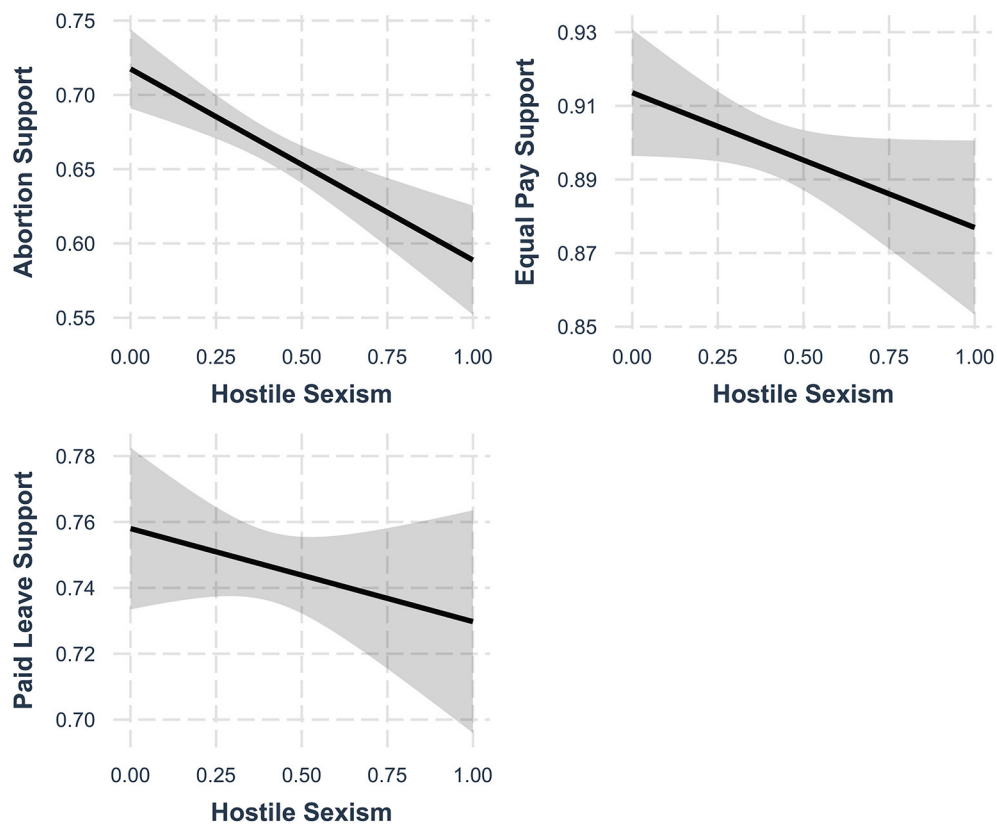 Abortion Support
0.75
0.70
0.65
0.60
0.55
0.00 0.25 0.50 0.75 1.00
Hostile Sexism
Equal Pay Support
0.93
0.91
0.89
0.87
0.85
0.00 0.25 0.50 0.75 1.00
Hostile Sexism
Paid Leave Support
0.78
0.76
0.74
0.72
0.70
0.00 0.25 0.50 0.75 1.00
Hostile Sexism